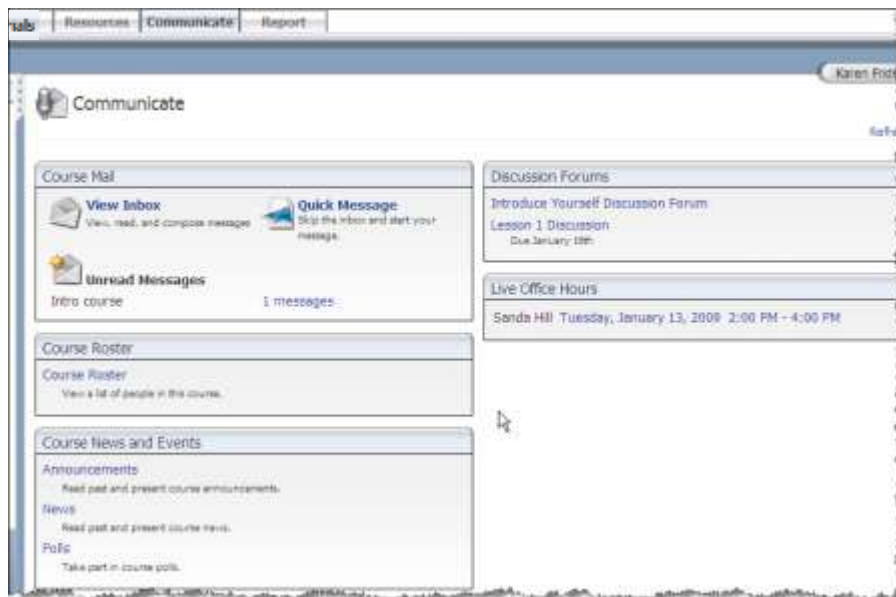 Resources Communicate Report
Karen
Communicate
Course Mail
View Inbox
View, read, and compose messages
Quick Message
Skip the inbox and start your
message.
Unread Messages
Intro course 1 messages
Course Roster
Course Roster
View a list of people in this course.
Course News and Events
Announcements
Read past and present course announcements.
News
Read past and present course news.
Polls
Take part in course polls.
Discussion Forums
Introduce Yourself Discussion Forum
Lesson 1 Discussion
Due January
Live Office Hours
Sanda Hill Tuesday, January 13, 2009 2:00 PM - 4:00 PM